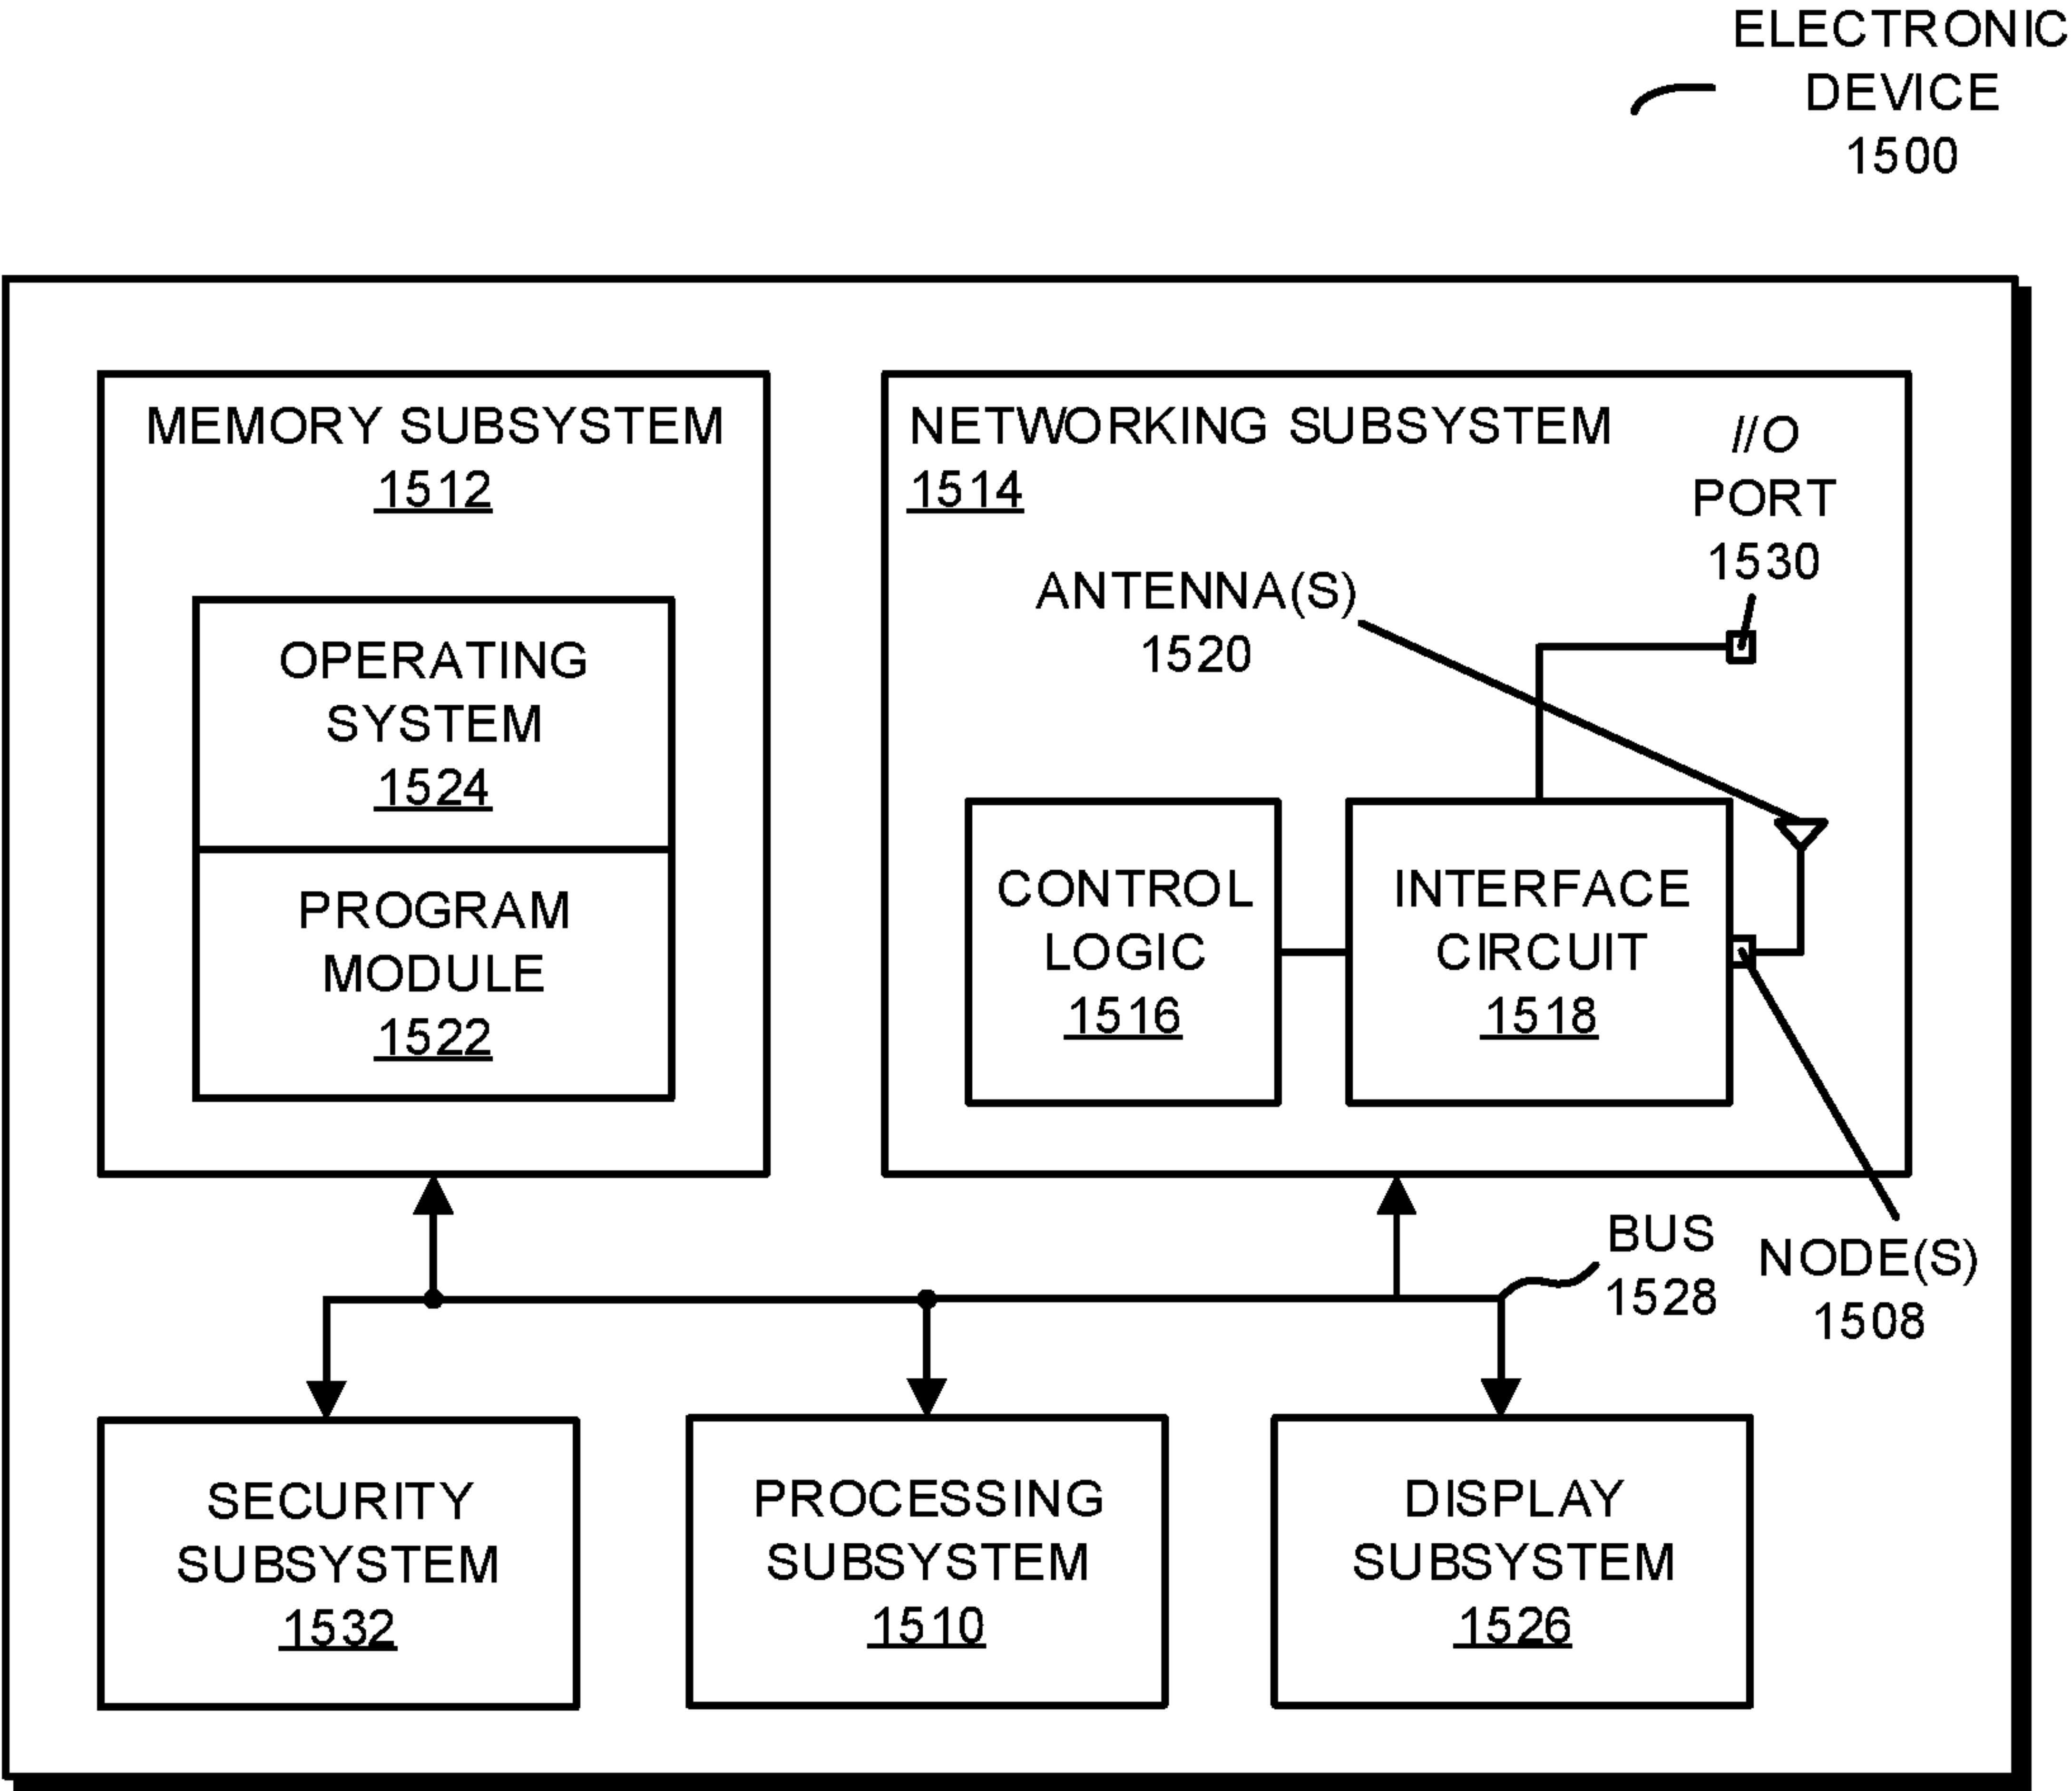 ELECTRONIC
DEVICE
1500
MEMORY SUBSYSTEM
1512
OPERATING
SYSTEM
1524
PROGRAM
MODULE
1522
NETWORKING SUBSYSTEM
1514
I/O
PORT
1530
ANTENNA(S)
1520
CONTROL
LOGIC
1516
INTERFACE
CIRCUIT
1518
BUS
1528
NODE(S)
1508
SECURITY
SUBSYSTEM
1532
PROCESSING
SUBSYSTEM
1510
DISPLAY
SUBSYSTEM
1526